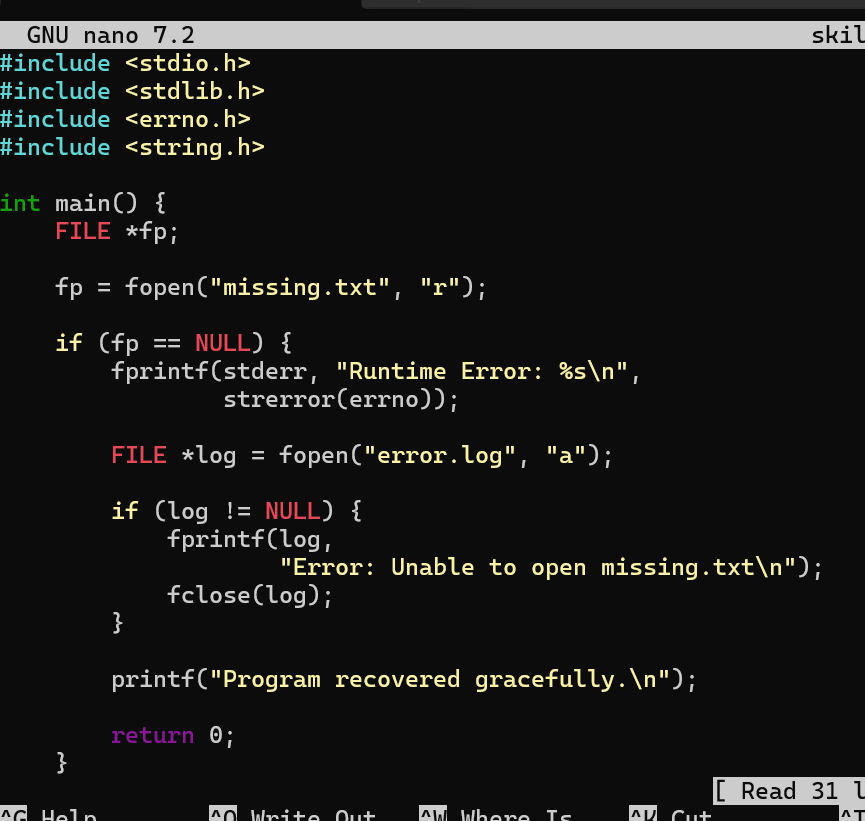 GNU nano 7.2 skil
#include <stdio.h>
#include <stdlib.h>
#include <errno.h>
#include <string.h>
int main() {
    FILE *fp;
    fp = fopen("missing.txt", "r");
    if (fp == NULL) {
        fprintf(stderr, "Runtime Error: %s\n",
                strerror(errno));
        FILE *log = fopen("error.log", "a");
        if (log != NULL) {
            fprintf(log,
                    "Error: Unable to open missing.txt\n");
            fclose(log);
        }
        printf("Program recovered gracefully.\n");
        return 0;
    }
[ Read 31 l
^G Help ^O Write Out ^W Where Is ^K Cut ^T